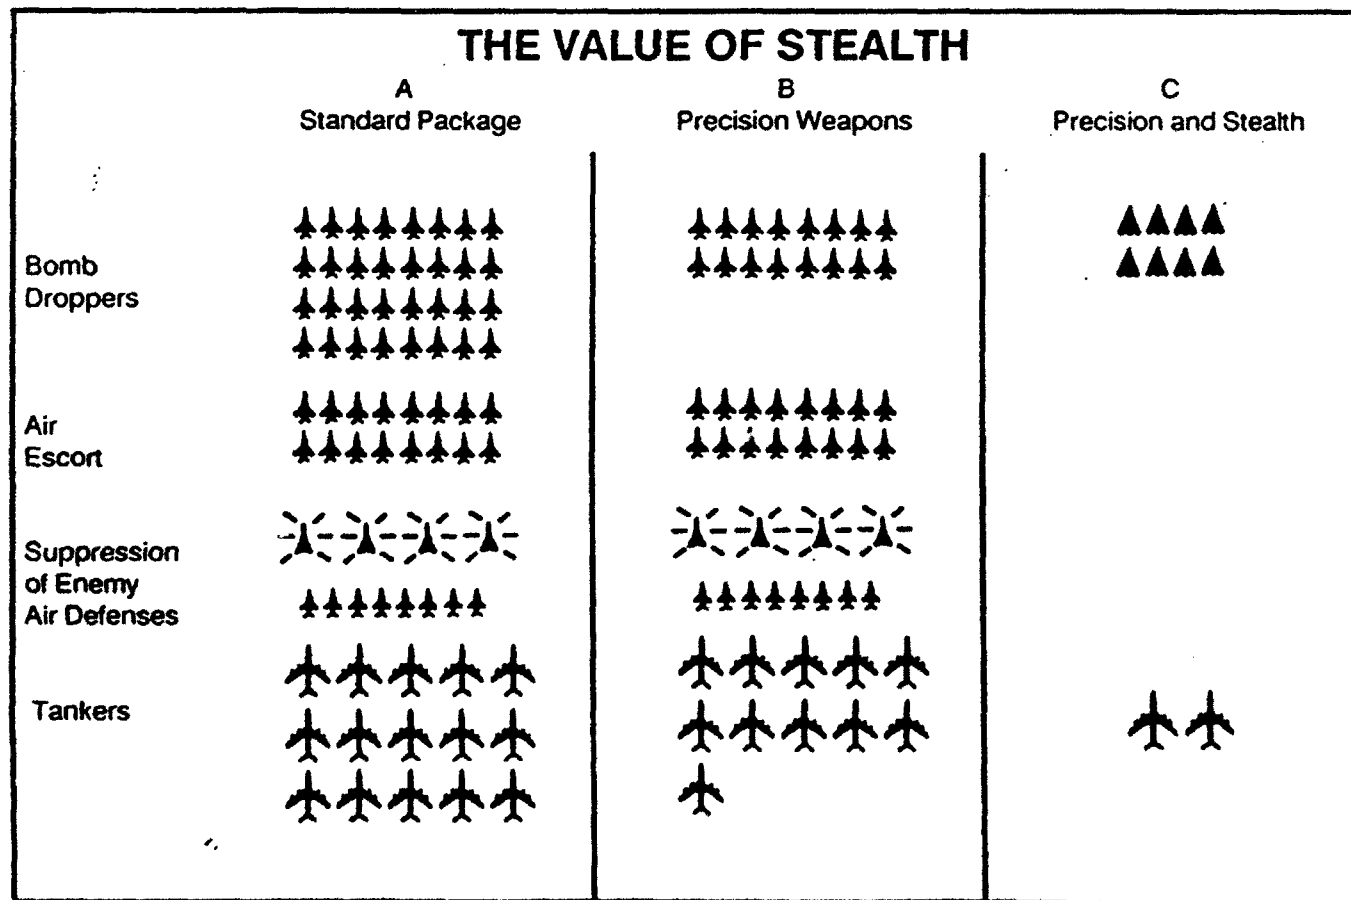 THE VALUE OF STEALTH
A
Standard Package
B
Precision Weapons
C
Precision and Stealth
Bomb
Droppers
Air
Escort
Suppression
of Enemy
Air Defenses
Tankers